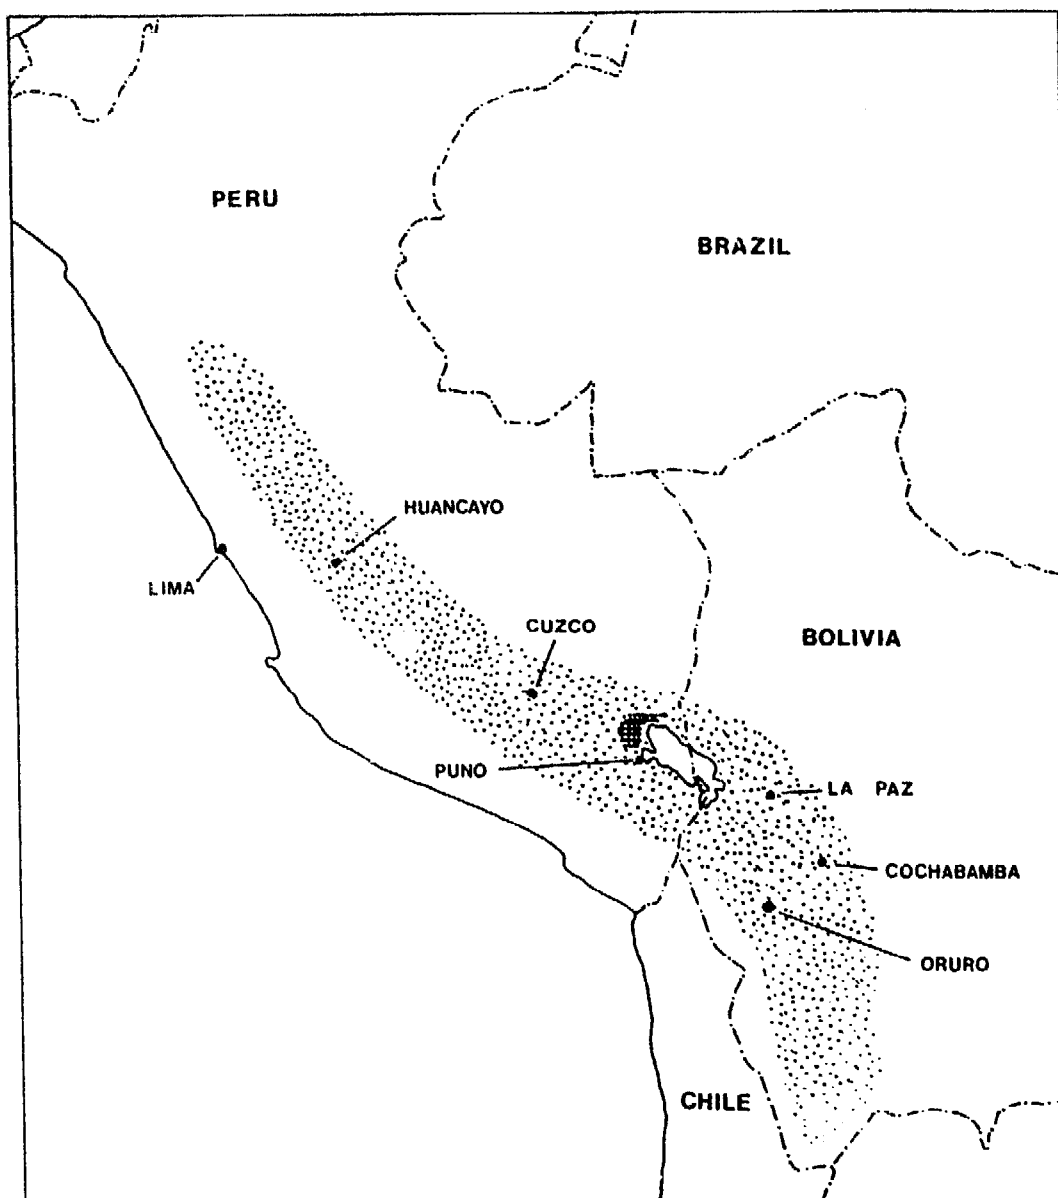 PERU
BRAZIL
HUANCAYO
LIMA
CUZCO
BOLIVIA
PUNO
LA PAZ
COCHABAMBA
ORURO
CHILE